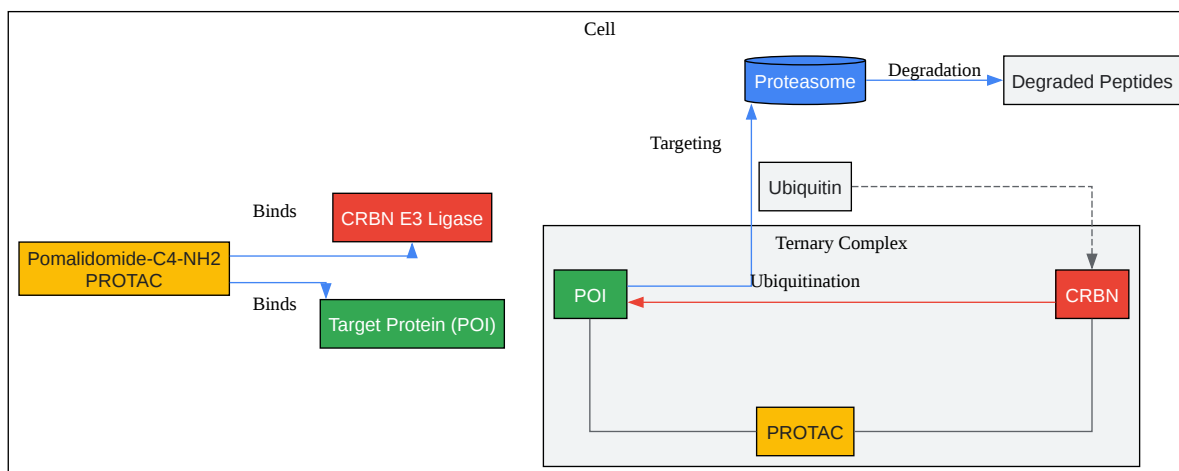 Cell
Proteasome
Degradation
Degraded Peptides
Targeting
Ubiquitin
Binds
CRBN E3 Ligase
Pomalidomide-C4-NH2
PROTAC
Binds
Target Protein (POI)
Ternary Complex
Ubiquitination
POI
CRBN
PROTAC